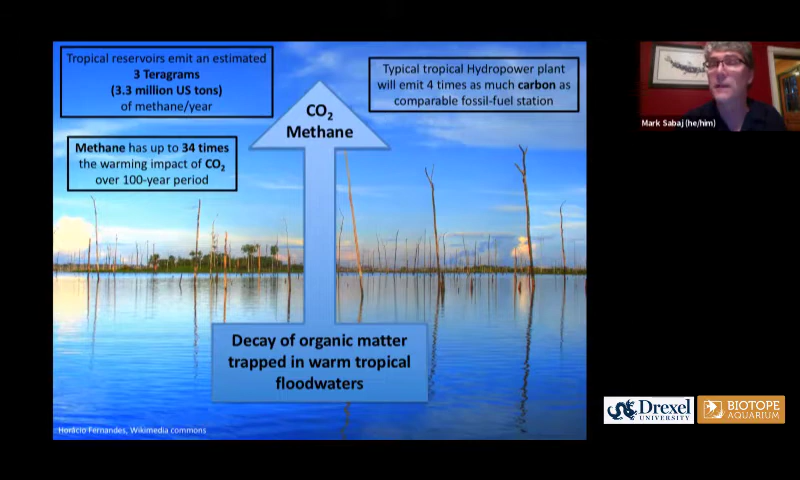 Tropical reservoirs emit an estimated
3 Teragrams
(3.3 million US tons)
of methane/year
Typical tropical Hydropower plant
will emit 4 times as much carbon as
comparable fossil-fuel station
CO₂
Methane
Methane has up to 34 times
the warming impact of CO₂
over 100-year period
Decay of organic matter
trapped in warm tropical
floodwaters
Horácio Fernandes, Wikimedia commons
Mark Sabaj (he/him)
Drexel
UNIVERSITY
BIOTOPE
AQUARIUM